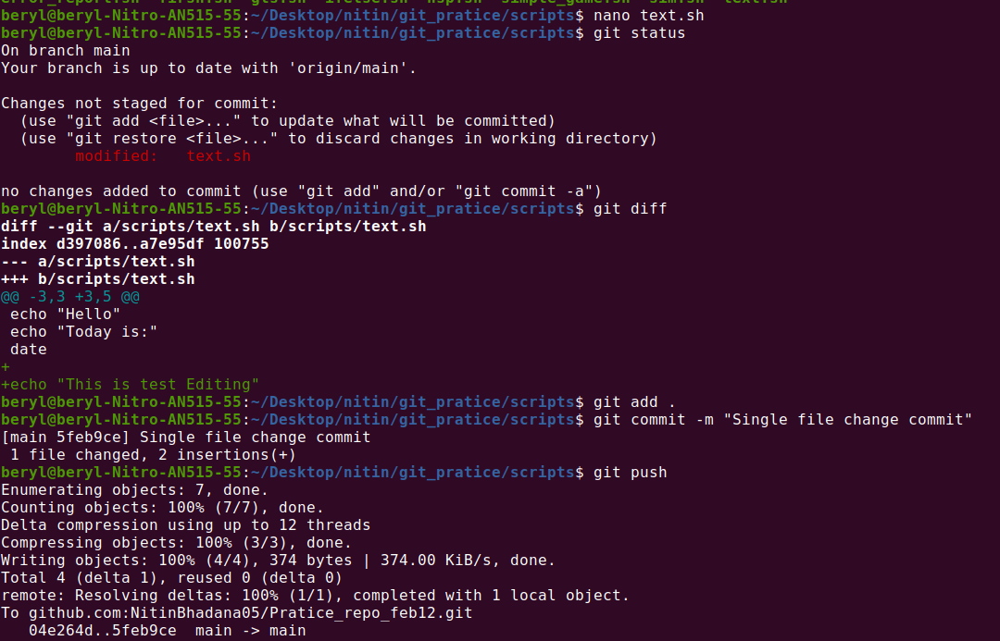 beryl@beryl-Nitro-AN515-55:~/Desktop/nitin/git_pratice/scripts$ nano text.sh
beryl@beryl-Nitro-AN515-55:~/Desktop/nitin/git_pratice/scripts$ git status
On branch main
Your branch is up to date with 'origin/main'.

Changes not staged for commit:
  (use "git add <file>..." to update what will be committed)
  (use "git restore <file>..." to discard changes in working directory)
        modified:   text.sh

no changes added to commit (use "git add" and/or "git commit -a")
beryl@beryl-Nitro-AN515-55:~/Desktop/nitin/git_pratice/scripts$ git diff
diff --git a/scripts/text.sh b/scripts/text.sh
index d397086..a7e95df 100755
--- a/scripts/text.sh
+++ b/scripts/text.sh
@@ -3,3 +3,5 @@
 echo "Hello"
 echo "Today is:"
 date
+
+echo "This is test Editing"
beryl@beryl-Nitro-AN515-55:~/Desktop/nitin/git_pratice/scripts$ git add .
beryl@beryl-Nitro-AN515-55:~/Desktop/nitin/git_pratice/scripts$ git commit -m "Single file change commit"
[main 5feb9ce] Single file change commit
 1 file changed, 2 insertions(+)
beryl@beryl-Nitro-AN515-55:~/Desktop/nitin/git_pratice/scripts$ git push
Enumerating objects: 7, done.
Counting objects: 100% (7/7), done.
Delta compression using up to 12 threads
Compressing objects: 100% (3/3), done.
Writing objects: 100% (4/4), 374 bytes | 374.00 KiB/s, done.
Total 4 (delta 1), reused 0 (delta 0)
remote: Resolving deltas: 100% (1/1), completed with 1 local object.
To github.com:NitinBhadana05/Pratice_repo_feb12.git
   04e264d..5feb9ce  main -> main